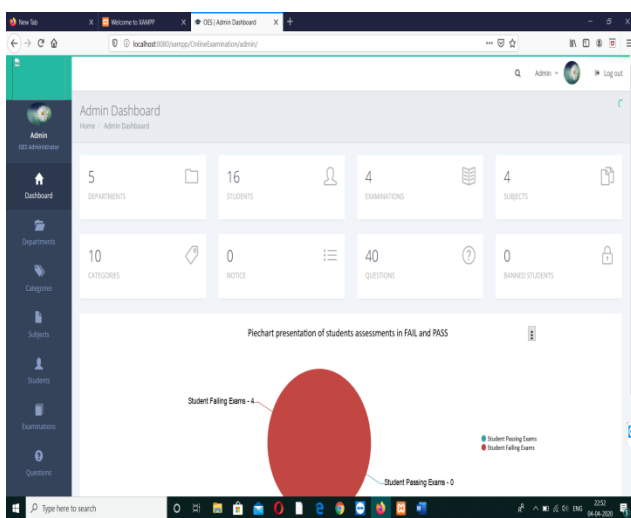 New Tab X Welcome to XAMPP X OES | Admin Dashboard X +
localhost:8080/xampp/OnlineExamination/admin/
Admin Log out
Admin
OES Administrator
Dashboard
Departments
Categories
Subjects
Students
Examinations
Questions
Admin Dashboard
Home / Admin Dashboard
5
DEPARTMENTS
16
STUDENTS
4
EXAMINATIONS
4
SUBJECTS
10
CATEGORIES
0
NOTICE
40
QUESTIONS
0
BANNED STUDENTS
Piechart presentation of students assessments in FAIL and PASS
Student Failing Exams - 4
Student Passing Exams - 0
Student Passing Exams
Student Failing Exams
Type here to search
ENG
22:52
04-04-2020